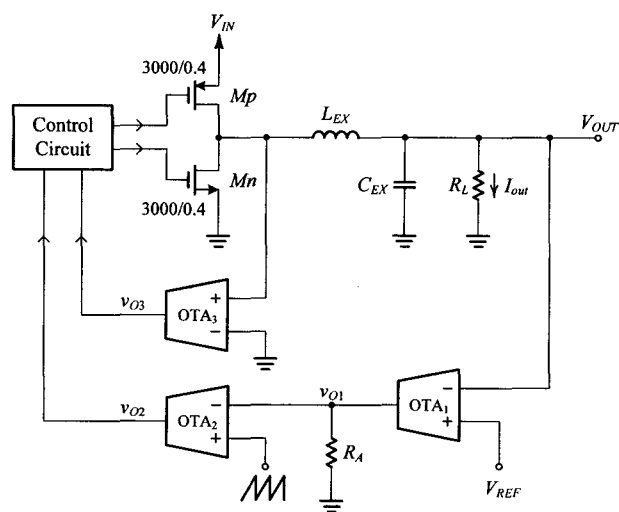 V_IN
3000/0.4
Mp
Control
Circuit
L_EX
V_OUT
Mn
3000/0.4
C_EX
R_L
I_out
v_O3
+
−
OTA_3
v_O2
−
+
OTA_2
v_O1
R_A
−
+
OTA_1
V_REF